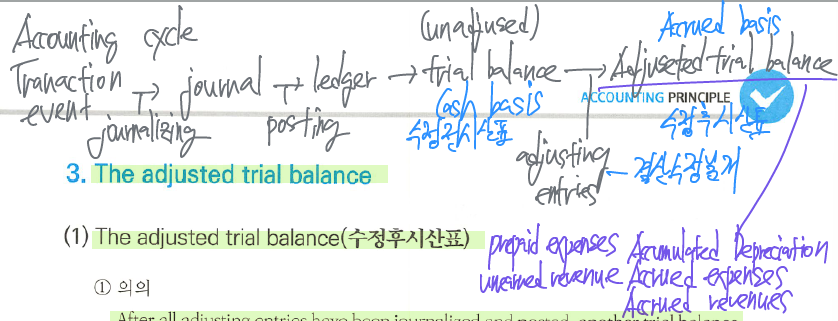 Accounting cycle
(unadjused)
Accrued basis
Tranaction event → journal → ledger → trial balance → Adjuseted trial balance
journalizing
posting
Cash basis
수정전시산표
ACCOUNTING PRINCIPLE
수정후시산표
adjusting entries
결산수정분개
3. The adjusted trial balance
(1) The adjusted trial balance(수정후시산표)
prepaid expenses
unearned revenue
Accumulated Depreciation
Accrued expenses
Accrued revenues
① 의의
After all adjusting entries have been journalized and posted, another trial balance